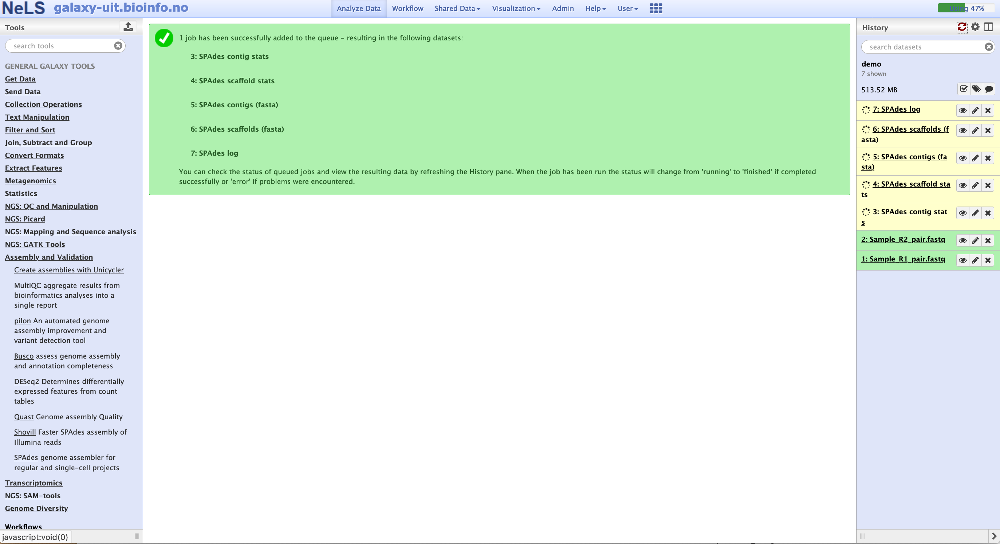 NeLS galaxy-uit.bioinfo.no
Analyze Data Workflow Shared Data Visualization Admin Help User
Using 47%
Tools
search tools
GENERAL GALAXY TOOLS
Get Data
Send Data
Collection Operations
Text Manipulation
Filter and Sort
Join, Subtract and Group
Convert Formats
Extract Features
Metagenomics
Statistics
NGS: QC and Manipulation
NGS: Picard
NGS: Mapping and Sequence analysis
NGS: GATK Tools
Assembly and Validation
Create assemblies with Unicycler
MultiQC aggregate results from
bioinformatics analyses into a
single report
pilon An automated genome
assembly improvement and
variant detection tool
Busco assess genome assembly
and annotation completeness
DESeq2 Determines differentially
expressed features from count
tables
Quast Genome assembly Quality
Shovill Faster SPAdes assembly of
Illumina reads
SPAdes genome assembler for
regular and single-cell projects
Transcriptomics
NGS: SAM-tools
Genome Diversity
Workflows
javascript:void(0)
1 job has been successfully added to the queue - resulting in the following datasets:
3: SPAdes contig stats
4: SPAdes scaffold stats
5: SPAdes contigs (fasta)
6: SPAdes scaffolds (fasta)
7: SPAdes log
You can check the status of queued jobs and view the resulting data by refreshing the History pane. When the job has been run the status will change from 'running' to 'finished' if completed
successfully or 'error' if problems were encountered.
History
search datasets
demo
7 shown
513.52 MB
7: SPAdes log
6: SPAdes scaffolds (f
asta)
5: SPAdes contigs (fa
sta)
4: SPAdes scaffold sta
ts
3: SPAdes contig stat
s
2: Sample_R2_pair.fastq
1: Sample_R1_pair.fastq